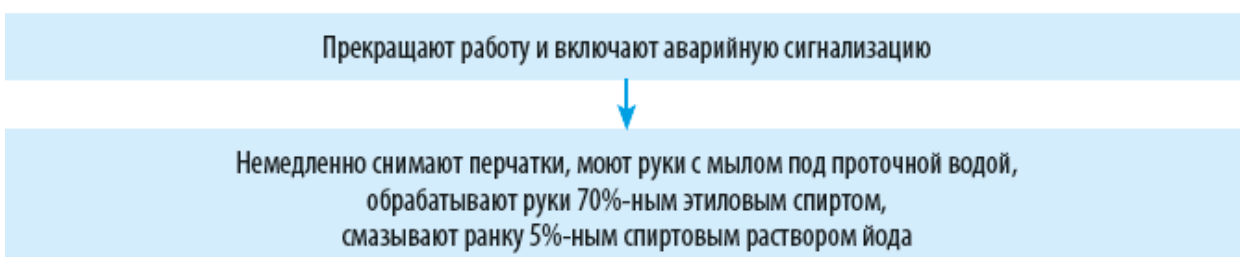 Прекращают работу и включают аварийную сигнализацию
Немедленно снимают перчатки, моют руки с мылом под проточной водой,
обрабатывают руки 70%-ным этиловым спиртом,
смазывают ранку 5%-ным спиртовым раствором йода